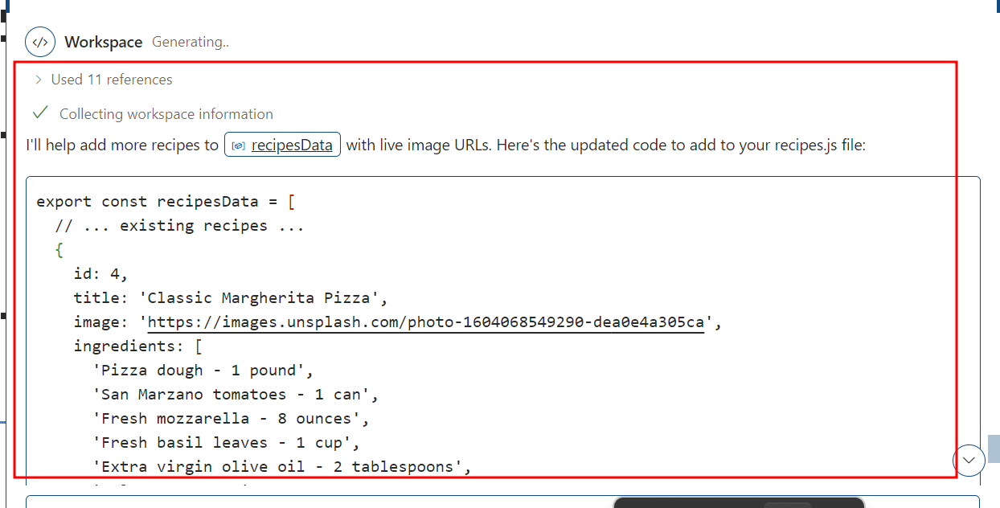 </> Workspace Generating..
Used 11 references
Collecting workspace information
I'll help add more recipes to recipesData with live image URLs. Here's the updated code to add to your recipes.js file:
export const recipesData = [
// ... existing recipes ...
{
id: 4,
title: 'Classic Margherita Pizza',
image: 'https://images.unsplash.com/photo-1604068549290-dea0e4a305ca',
ingredients: [
'Pizza dough - 1 pound',
'San Marzano tomatoes - 1 can',
'Fresh mozzarella - 8 ounces',
'Fresh basil leaves - 1 cup',
'Extra virgin olive oil - 2 tablespoons',